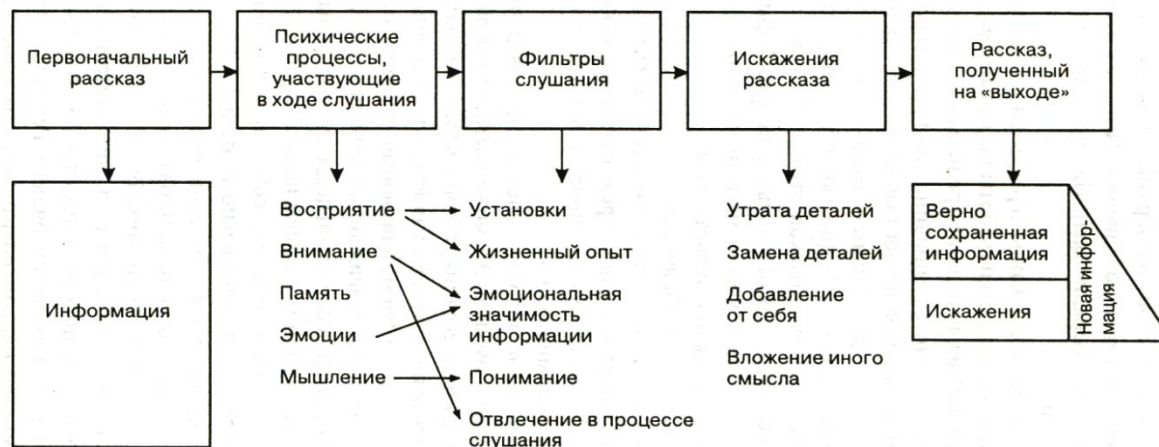 Первоначальный
рассказ
Психические
процессы,
участвующие
в ходе слушания
Фильтры
слушания
Искажения
рассказа
Рассказ,
полученный
на «выходе»
Информация
Восприятие
Внимание
Память
Эмоции
Мышление
Установки
Жизненный опыт
Эмоциональная
значимость
информации
Понимание
Отвлечение в процессе
слушания
Утрата деталей
Замена деталей
Добавление
от себя
Вложение иного
смысла
Верно
сохраненная
информация
Искажения
Новая инфор-
мация